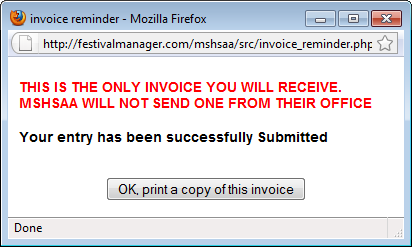 invoice reminder - Mozilla Firefox
http://festivalmanager.com/mshsaa/src/invoice_reminder.php
THIS IS THE ONLY INVOICE YOU WILL RECEIVE.
MSHSAA WILL NOT SEND ONE FROM THEIR OFFICE
Your entry has been successfully Submitted
OK, print a copy of this invoice
Done